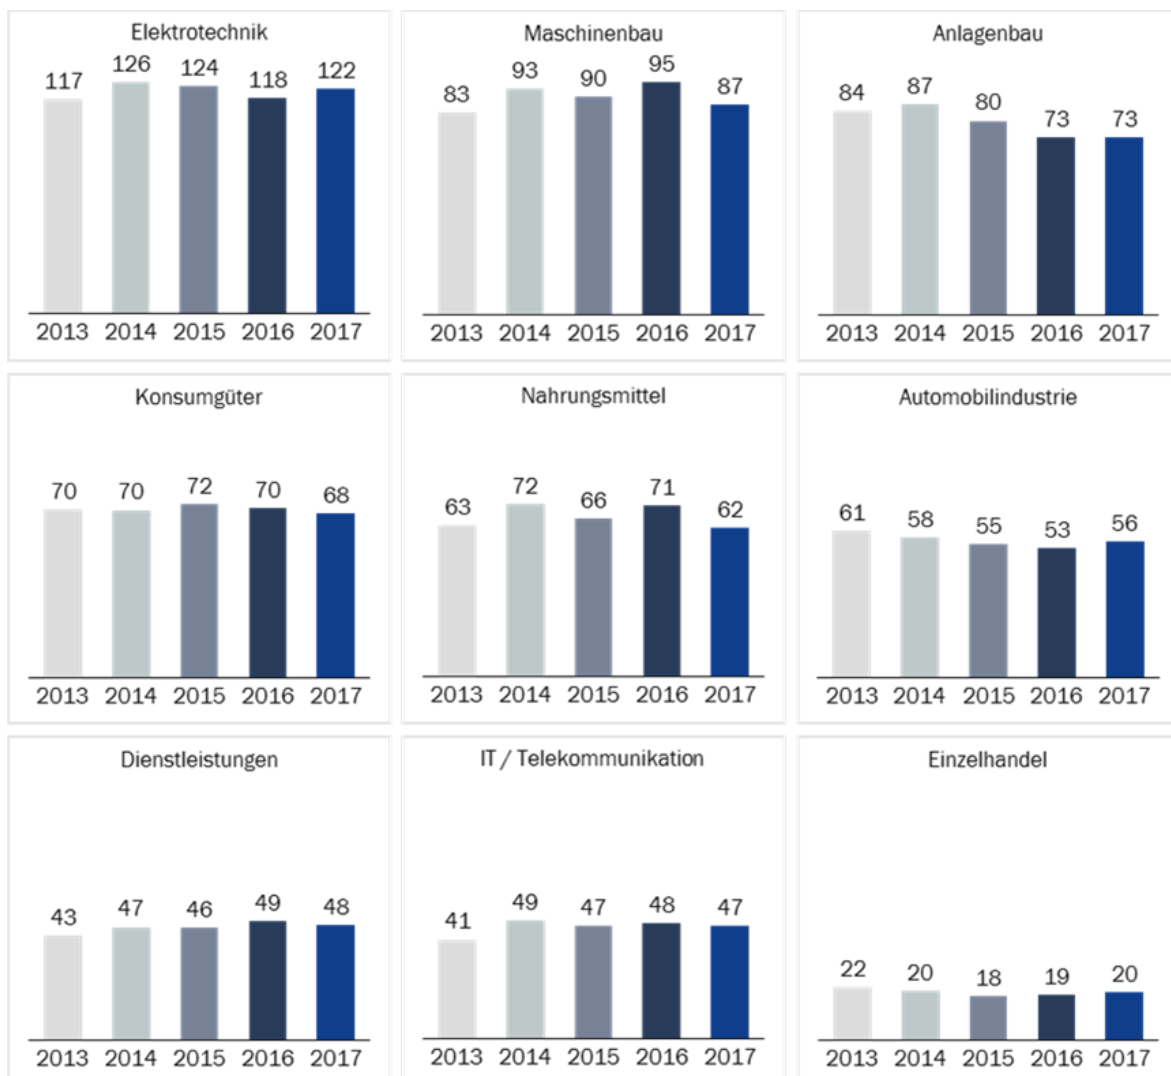 Elektrotechnik
117 126 124 118 122
2013 2014 2015 2016 2017
Maschinenbau
83 93 90 95 87
2013 2014 2015 2016 2017
Anlagenbau
84 87 80 73 73
2013 2014 2015 2016 2017
Konsumgüter
70 70 72 70 68
2013 2014 2015 2016 2017
Nahrungsmittel
63 72 66 71 62
2013 2014 2015 2016 2017
Automobilindustrie
61 58 55 53 56
2013 2014 2015 2016 2017
Dienstleistungen
43 47 46 49 48
2013 2014 2015 2016 2017
IT / Telekommunikation
41 49 47 48 47
2013 2014 2015 2016 2017
Einzelhandel
22 20 18 19 20
2013 2014 2015 2016 2017